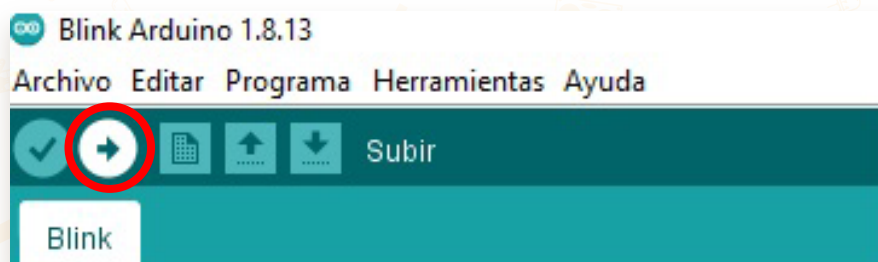 Blink Arduino 1.8.13
Archivo Editar Programa Herramientas Ayuda
Subir
Blink